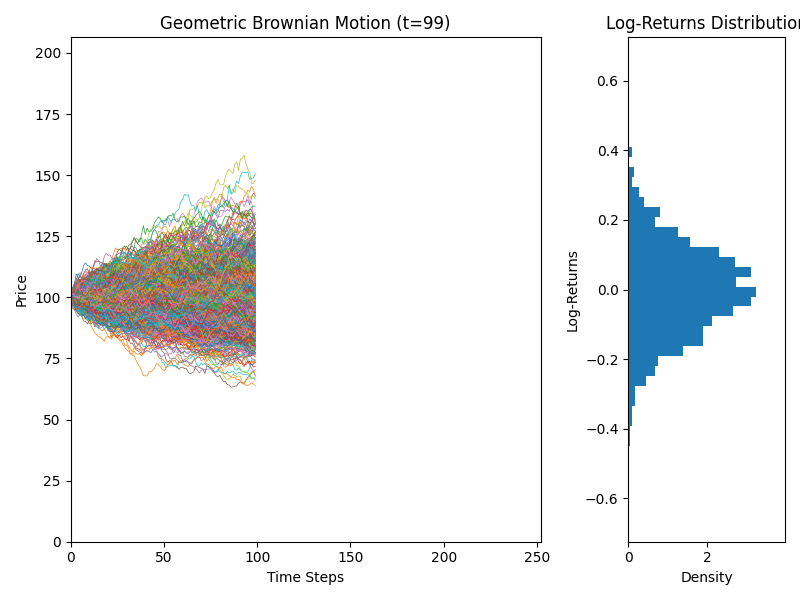 Geometric Brownian Motion (t=99)
Price
200
175
150
125
100
75
50
25
0
0 50 100 150 200 250
Time Steps
Log-Returns Distribution
Log-Returns
0.6
0.4
0.2
0.0
−0.2
−0.4
−0.6
0 2
Density